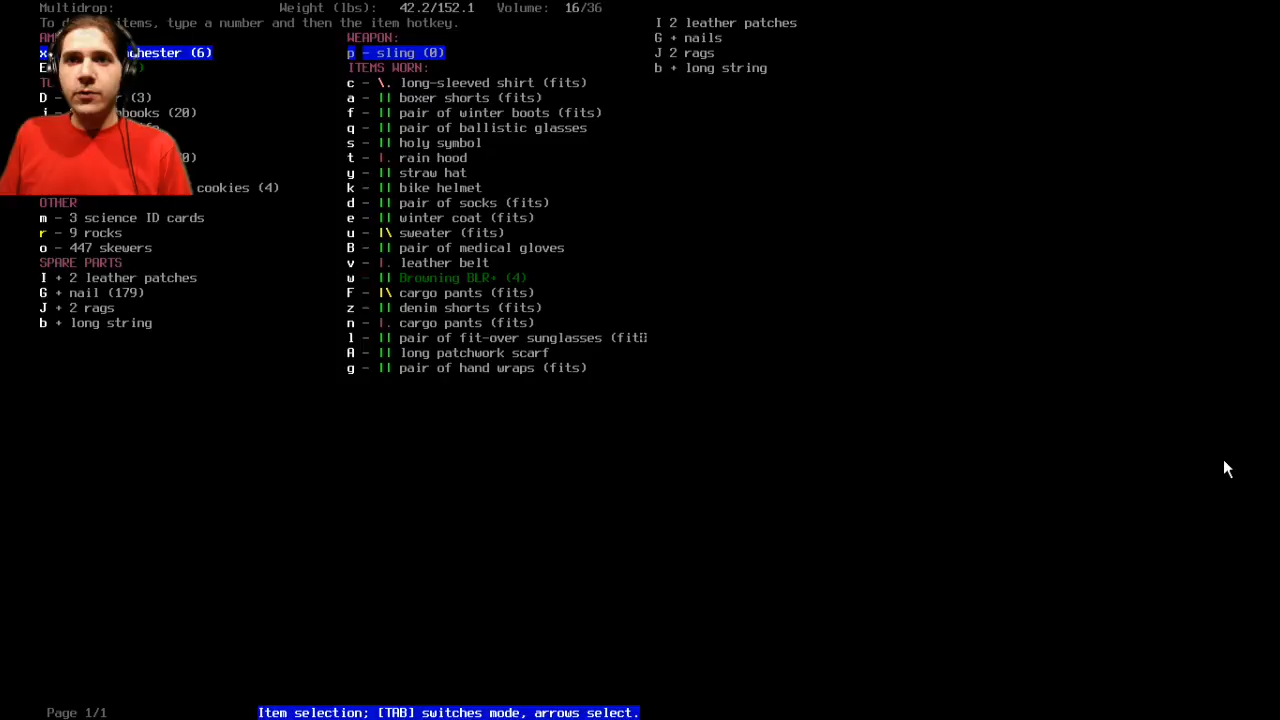 Multidrop: Weight (lbs): 42.2/152.1 Volume: 16/36
To d items, type a number and then the item hotkey.
x hester (6)
E
D - (3)
i books (20)
0)
cookies (4)
OTHER
m - 3 science ID cards
r - 9 rocks
o - 447 skewers
SPARE PARTS
I + 2 leather patches
G + nail (179)
J + 2 rags
b + long string
WEAPON:
p - sling (0)
ITEMS WORN:
c - \. long-sleeved shirt (fits)
a - || boxer shorts (fits)
f - || pair of winter boots (fits)
q - || pair of ballistic glasses
s - || holy symbol
t - |. rain hood
y - || straw hat
k - || bike helmet
d - || pair of socks (fits)
e - || winter coat (fits)
u - |\ sweater (fits)
B - || pair of medical gloves
v - |. leather belt
w - || Browning BLR+ (4)
F - |\ cargo pants (fits)
z - || denim shorts (fits)
n - |. cargo pants (fits)
l - || pair of fit-over sunglasses (fit
A - || long patchwork scarf
g - || pair of hand wraps (fits)
I 2 leather patches
G + nails
J 2 rags
b + long string
Page 1/1 Item selection; [TAB] switches mode, arrows select.